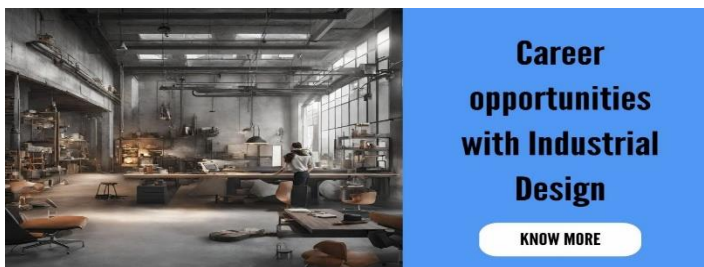 Career
opportunities
with Industrial
Design
KNOW MORE